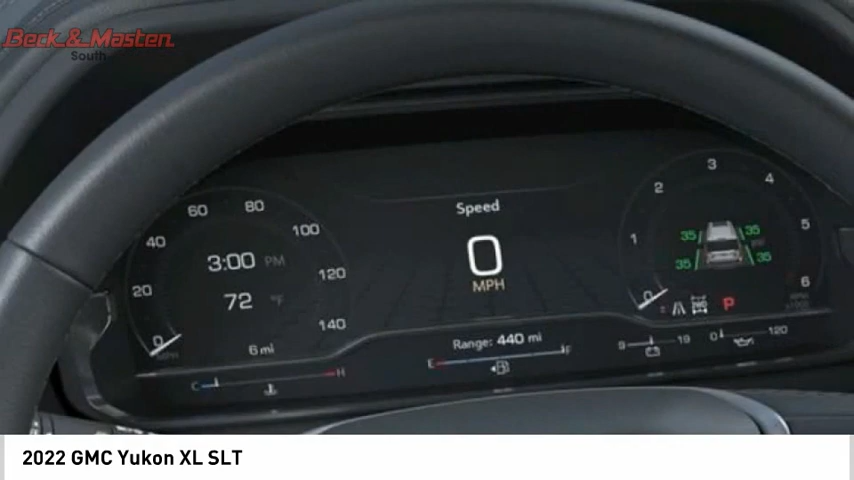 Beck & Masten
South
60 80
40 100
20 120
0 140
MPH
3:00 PM
72 °F
6 mi
C H
Speed
0
MPH
Range: 440 mi
E F
3
2 4
1 5
0 6
35 35
35 35
P
9 19
0 120
2022 GMC Yukon XL SLT